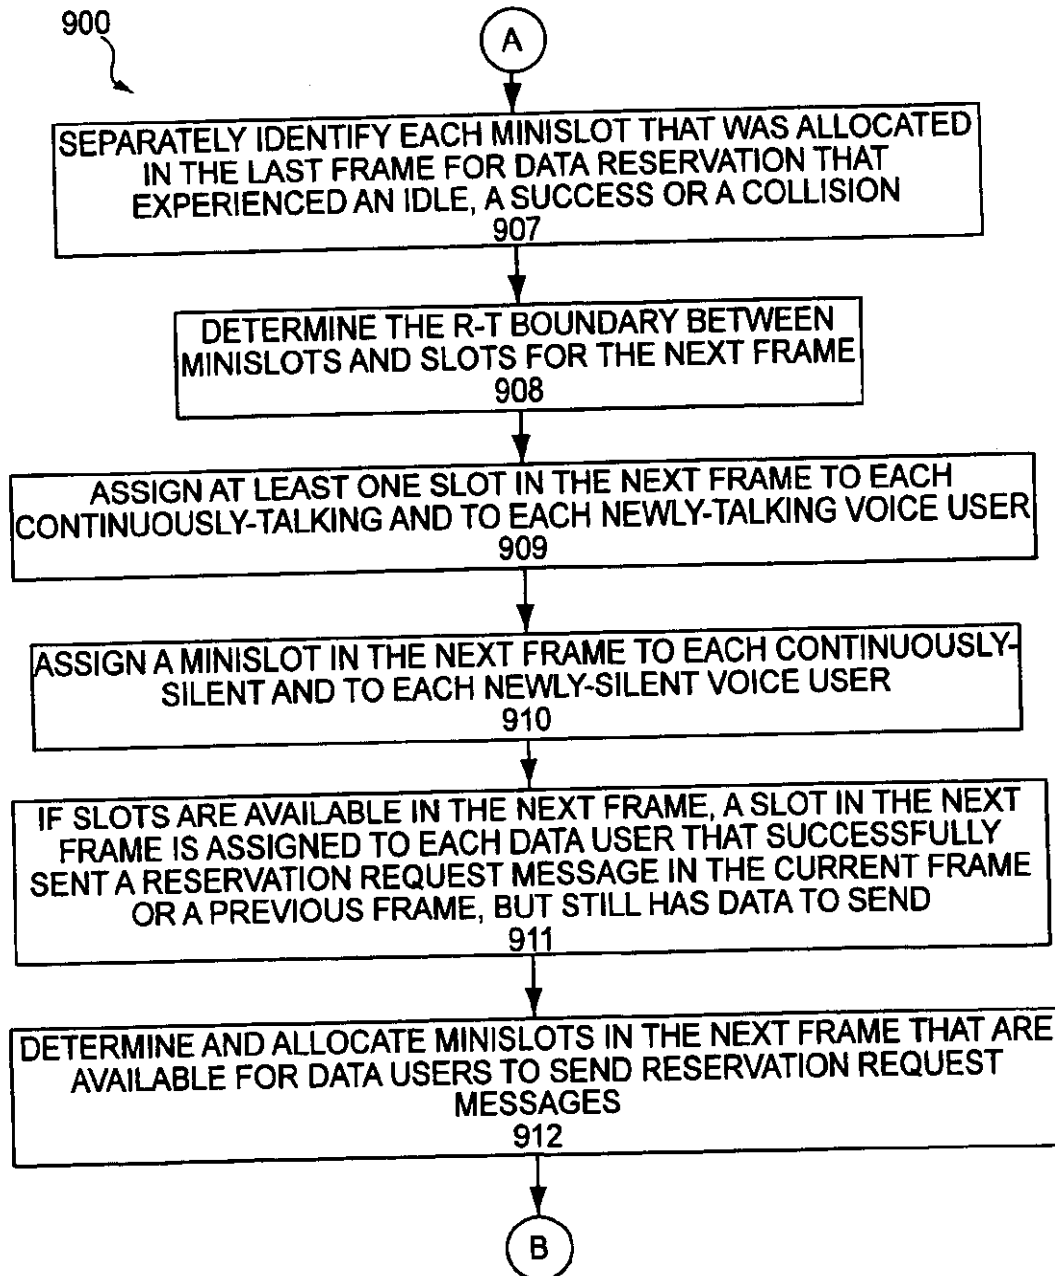 900
A
SEPARATELY IDENTIFY EACH MINISLOT THAT WAS ALLOCATED
IN THE LAST FRAME FOR DATA RESERVATION THAT
EXPERIENCED AN IDLE, A SUCCESS OR A COLLISION
907
DETERMINE THE R-T BOUNDARY BETWEEN
MINISLOTS AND SLOTS FOR THE NEXT FRAME
908
ASSIGN AT LEAST ONE SLOT IN THE NEXT FRAME TO EACH
CONTINUOUSLY-TALKING AND TO EACH NEWLY-TALKING VOICE USER
909
ASSIGN A MINISLOT IN THE NEXT FRAME TO EACH CONTINUOUSLY-
SILENT AND TO EACH NEWLY-SILENT VOICE USER
910
IF SLOTS ARE AVAILABLE IN THE NEXT FRAME, A SLOT IN THE NEXT
FRAME IS ASSIGNED TO EACH DATA USER THAT SUCCESSFULLY
SENT A RESERVATION REQUEST MESSAGE IN THE CURRENT FRAME
OR A PREVIOUS FRAME, BUT STILL HAS DATA TO SEND
911
DETERMINE AND ALLOCATE MINISLOTS IN THE NEXT FRAME THAT ARE
AVAILABLE FOR DATA USERS TO SEND RESERVATION REQUEST
MESSAGES
912
B